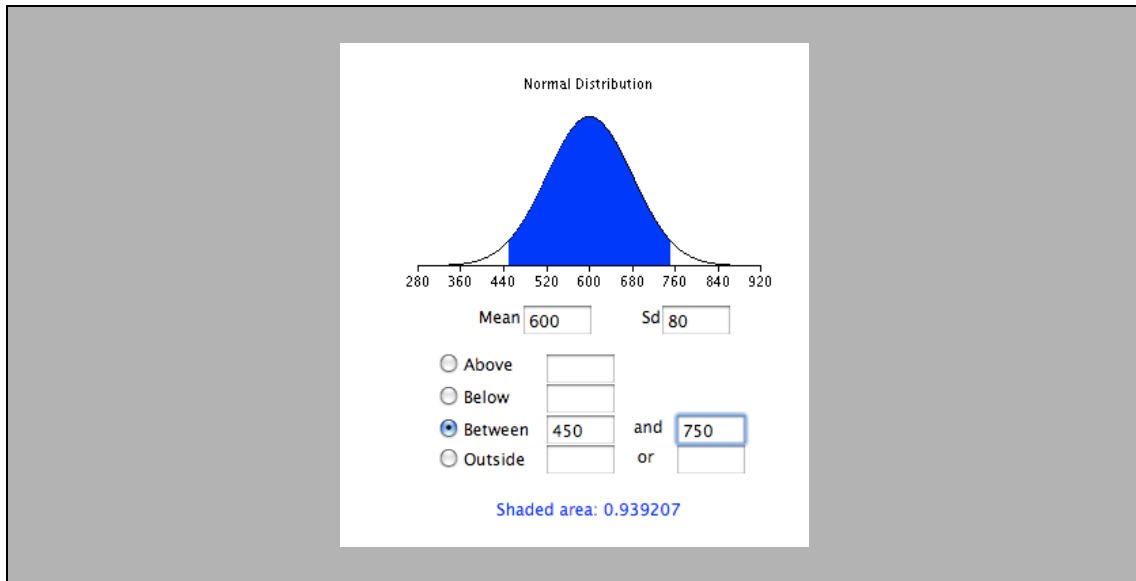 Normal Distribution
280 360 440 520 600 680 760 840 920
Mean 600 Sd 80
Above
Below
Between 450 and 750
Outside or
Shaded area: 0.939207